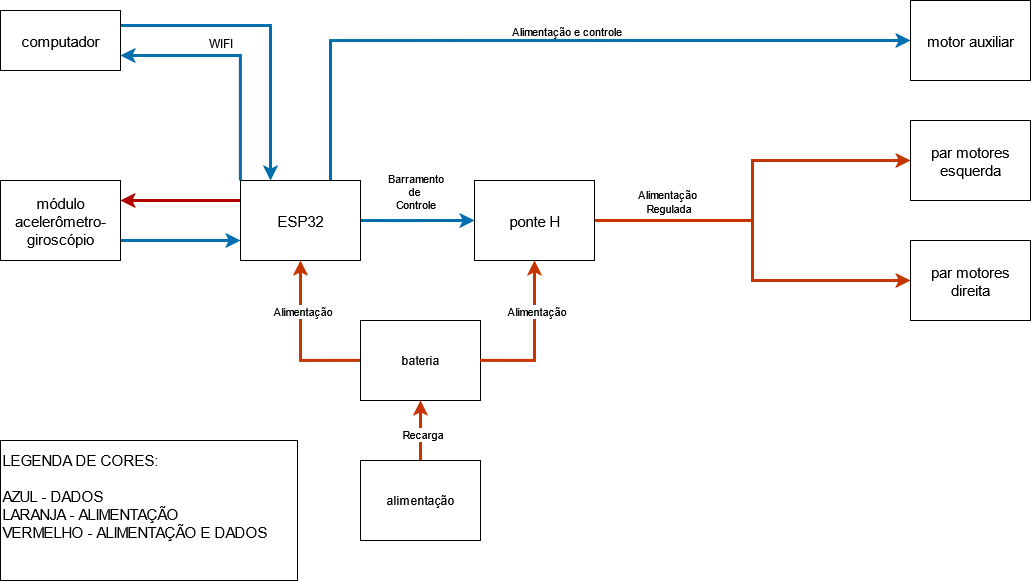 computador
WIFI
Alimentação e controle
motor auxiliar
par motores
esquerda
módulo
acelerômetro-
giroscópio
ESP32
Barramento
de
Controle
ponte H
Alimentação
Regulada
par motores
direita
Alimentação
Alimentação
bateria
Recarga
alimentação
LEGENDA DE CORES:
AZUL - DADOS
LARANJA - ALIMENTAÇÃO
VERMELHO - ALIMENTAÇÃO E DADOS